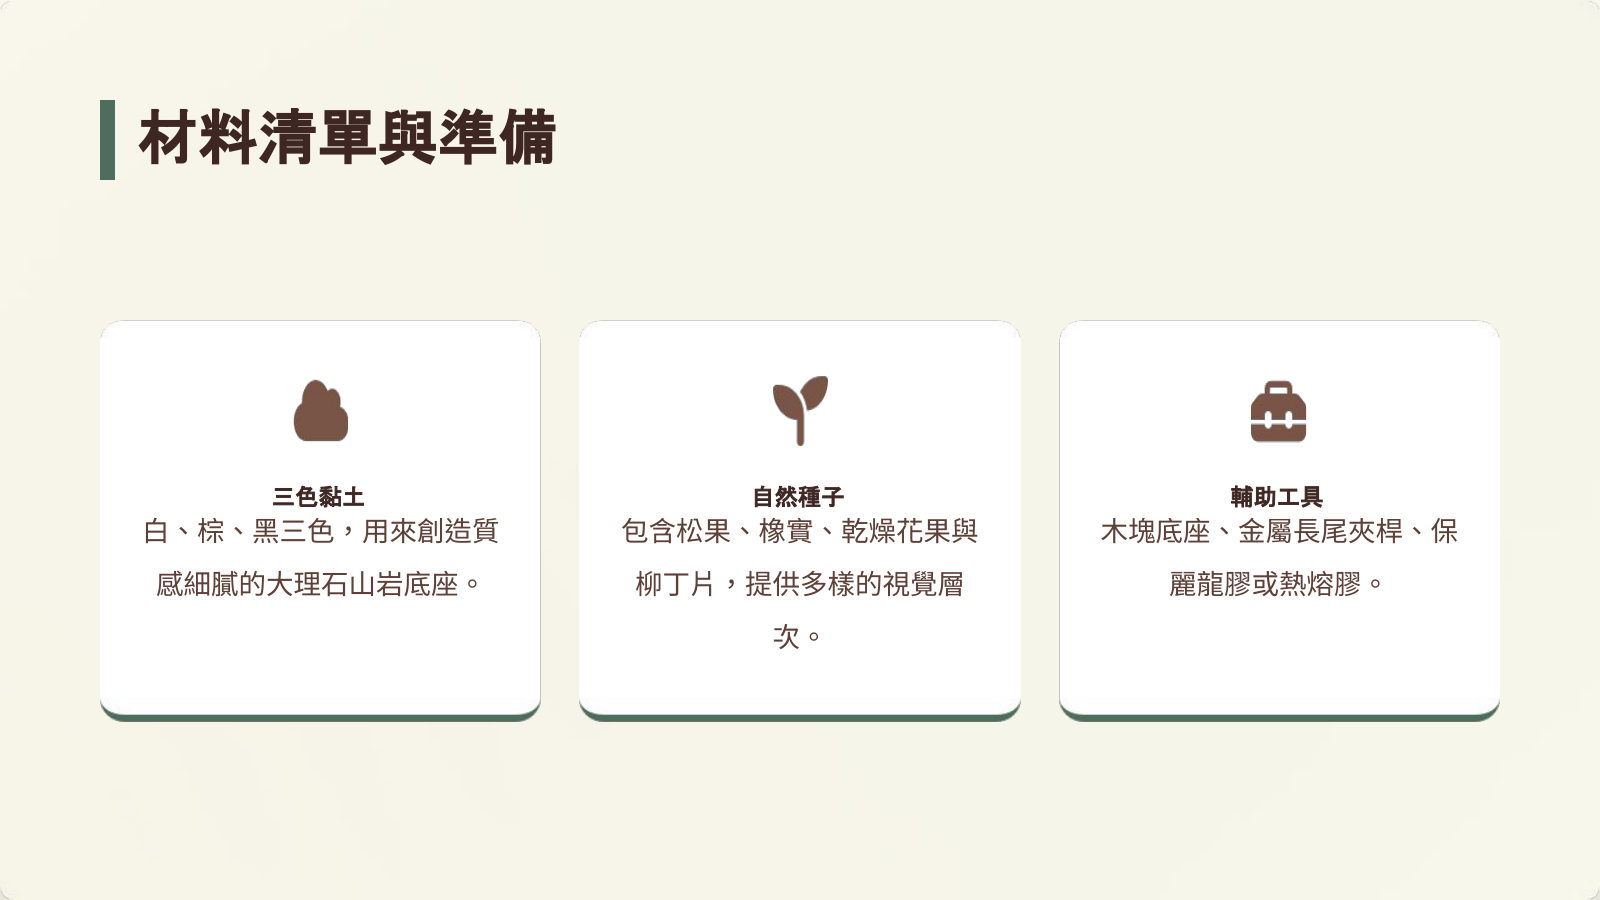 材料清單與準備
三色黏土
白、棕、黑三色，用來創造質
感細膩的大理石山岩底座。
自然種子
包含松果、橡實、乾燥花果與
柳丁片，提供多樣的視覺層
次。
輔助工具
木塊底座、金屬長尾夾桿、保
麗龍膠或熱熔膠。